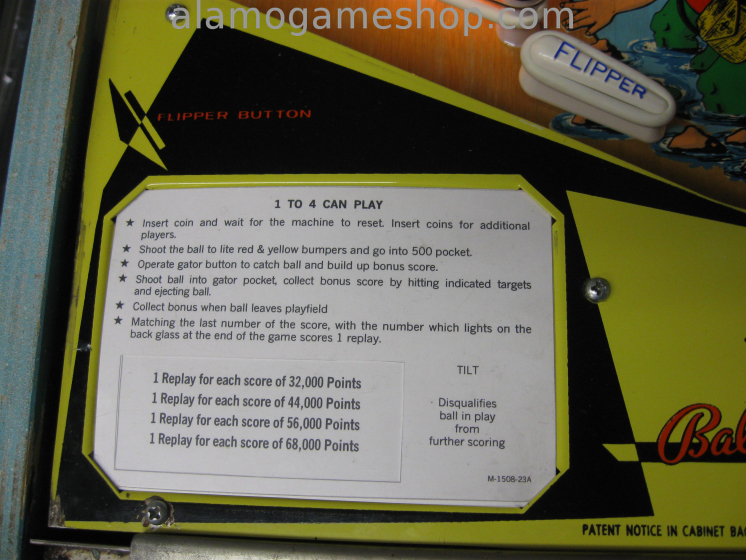 alamogameshop.com
FLIPPER
FLIPPER BUTTON
1 TO 4 CAN PLAY
★ Insert coin and wait for the machine to reset. Insert coins for additional
players.
★ Shoot the ball to lite red & yellow bumpers and go into 500 pocket.
★ Operate gator button to catch ball and build up bonus score.
★ Shoot ball into gator pocket, collect bonus score by hitting indicated targets
and ejecting ball.
★ Collect bonus when ball leaves playfield
★ Matching the last number of the score, with the number which lights on the
back glass at the end of the game scores 1 replay.
1 Replay for each score of 32,000 Points
1 Replay for each score of 44,000 Points
1 Replay for each score of 56,000 Points
1 Replay for each score of 68,000 Points
TILT
Disqualifies
ball in play
from
further scoring
M-1508-23A
Bal
PATENT NOTICE IN CABINET BA